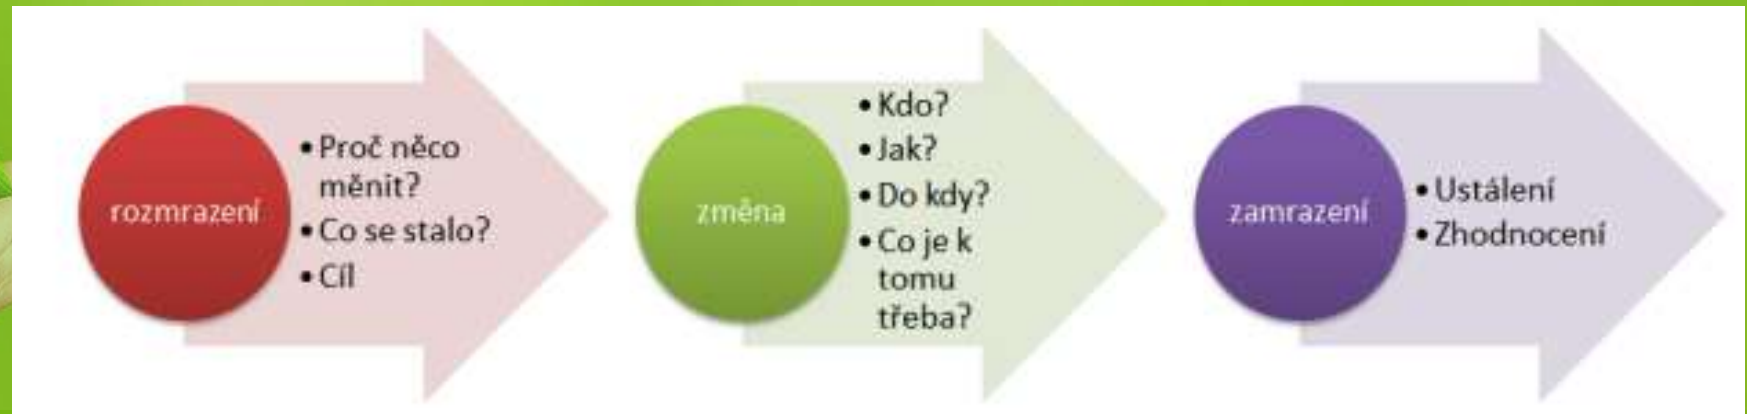 rozmrazení
• Proč něco
měnit?
• Co se stalo?
• Cíl
změna
• Kdo?
• Jak?
• Do kdy?
• Co je k
tomu
třeba?
zamrazení
• Ustálení
• Zhodnocení